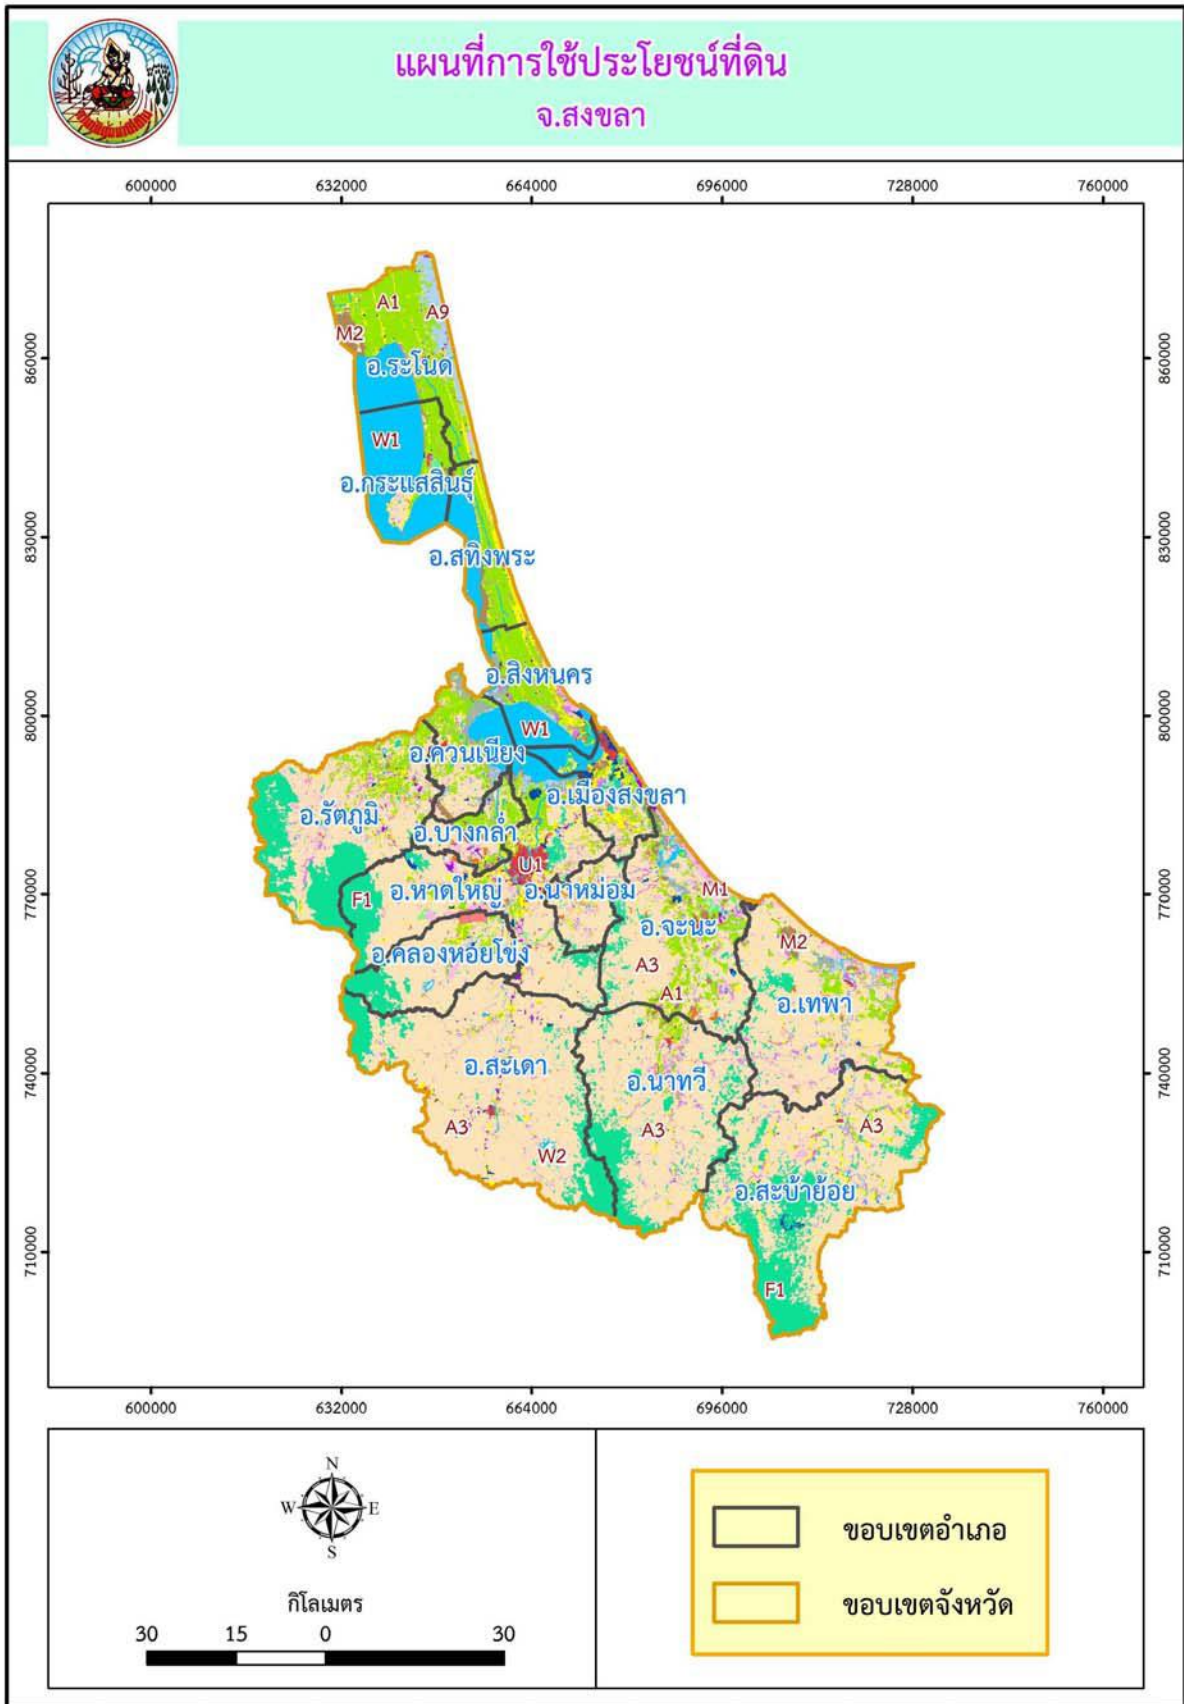 แผนที่การใช้ประโยชน์ที่ดิน
จ.สงขลา
600000 632000 664000 696000 728000 760000
A1
A9
M2
860000 860000
อ.ระโนด
W1
อ.กระแสสินธุ์
830000 830000
อ.สทิงพระ
อ.สิงหนคร
800000 800000
W1
อ.ควนเนียง
อ.เมืองสงขลา
อ.รัตภูมิ
อ.บางกล่ำ
U1
อ.หาดใหญ่ อ.นาหม่อม
M1
770000 770000
F1
อ.จะนะ
M2
อ.คลองหอยโข่ง
A3
A1
อ.เทพา
อ.สะเดา
อ.นาทวี
740000 740000
A3
A3
A3
W2
อ.สะบ้าย้อย
710000 710000
F1
600000 632000 664000 696000 728000 760000
N
W E
S
กิโลเมตร
30 15 0 30
ขอบเขตอำเภอ
ขอบเขตจังหวัด